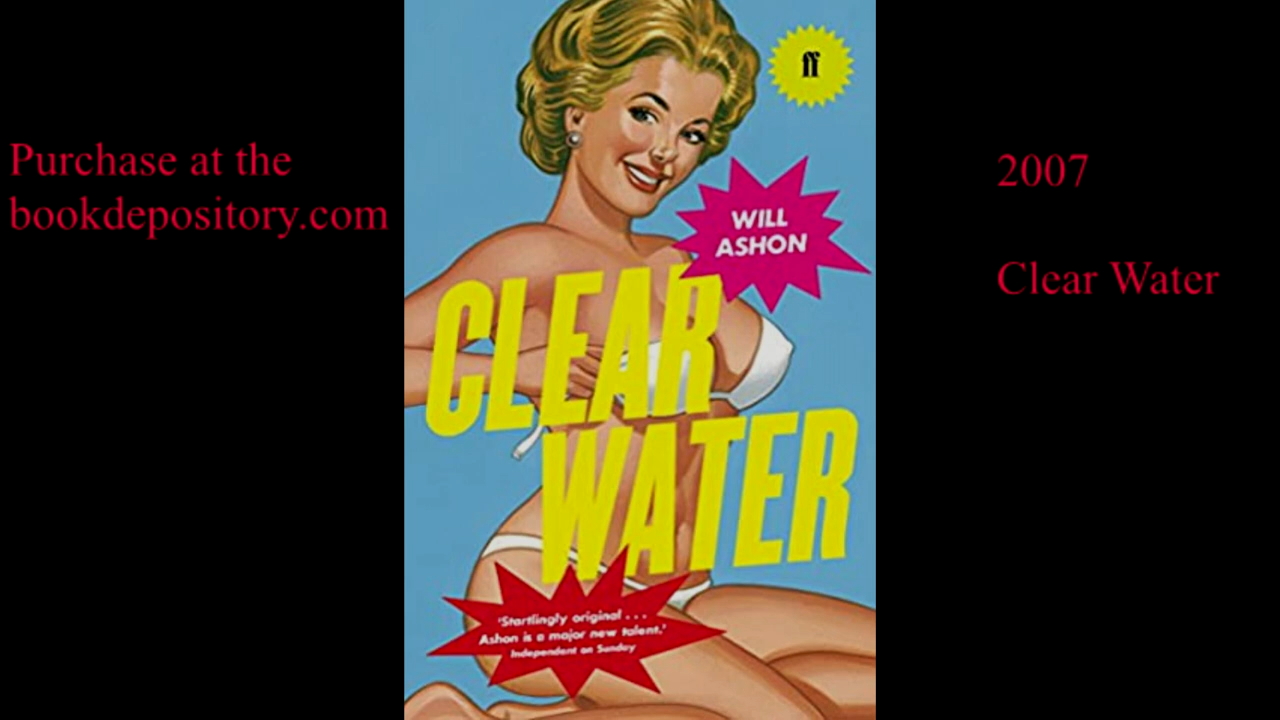 Purchase at the
bookdepository.com
ff
WILL
ASHON
CLEAR
WATER
'Startlingly original . . .
Ashon is a major new talent.'
Independent on Sunday
2007
Clear Water